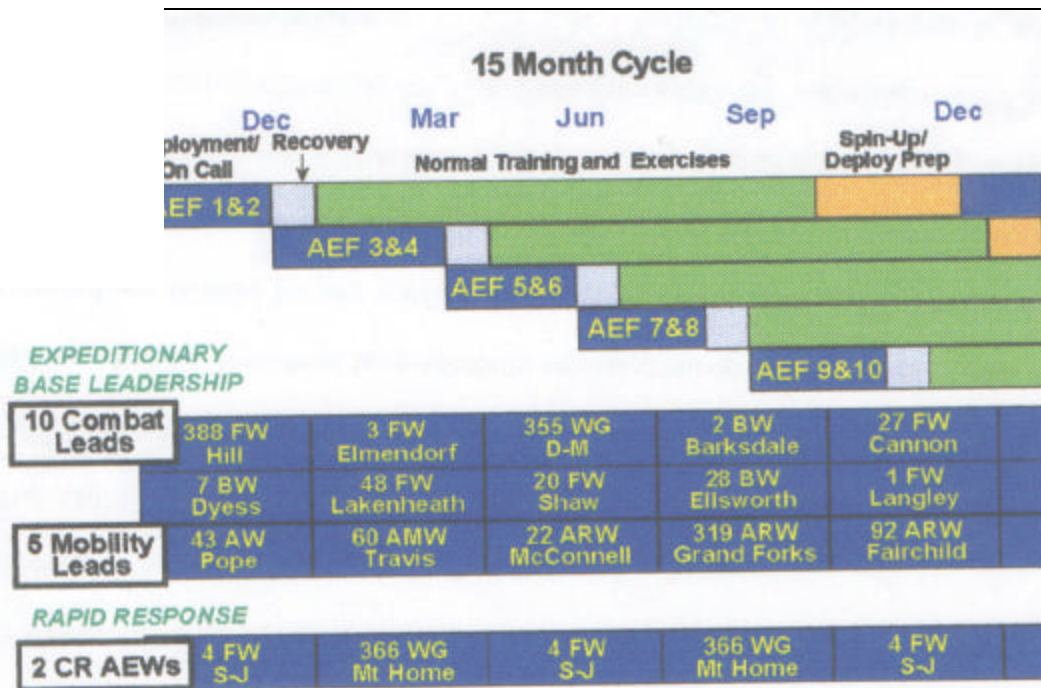 15 Month Cycle
Dec Mar Jun Sep Dec
ployment/ Recovery Normal Training and Exercises Spin-Up/
On Call Deploy Prep
AEF 1&2
AEF 3&4
AEF 5&6
AEF 7&8
AEF 9&10
EXPEDITIONARY
BASE LEADERSHIP
10 Combat
Leads
388 FW 3 FW 355 WG 2 BW 27 FW
Hill Elmendorf D-M Barksdale Cannon
7 BW 48 FW 20 FW 28 BW 1 FW
Dyess Lakenheath Shaw Ellsworth Langley
5 Mobility
Leads
43 AW 60 AMW 22 ARW 319 ARW 92 ARW
Pope Travis McConnell Grand Forks Fairchild
RAPID RESPONSE
2 CR AEWs
4 FW 366 WG 4 FW 366 WG 4 FW
S-J Mt Home S-J Mt Home S-J